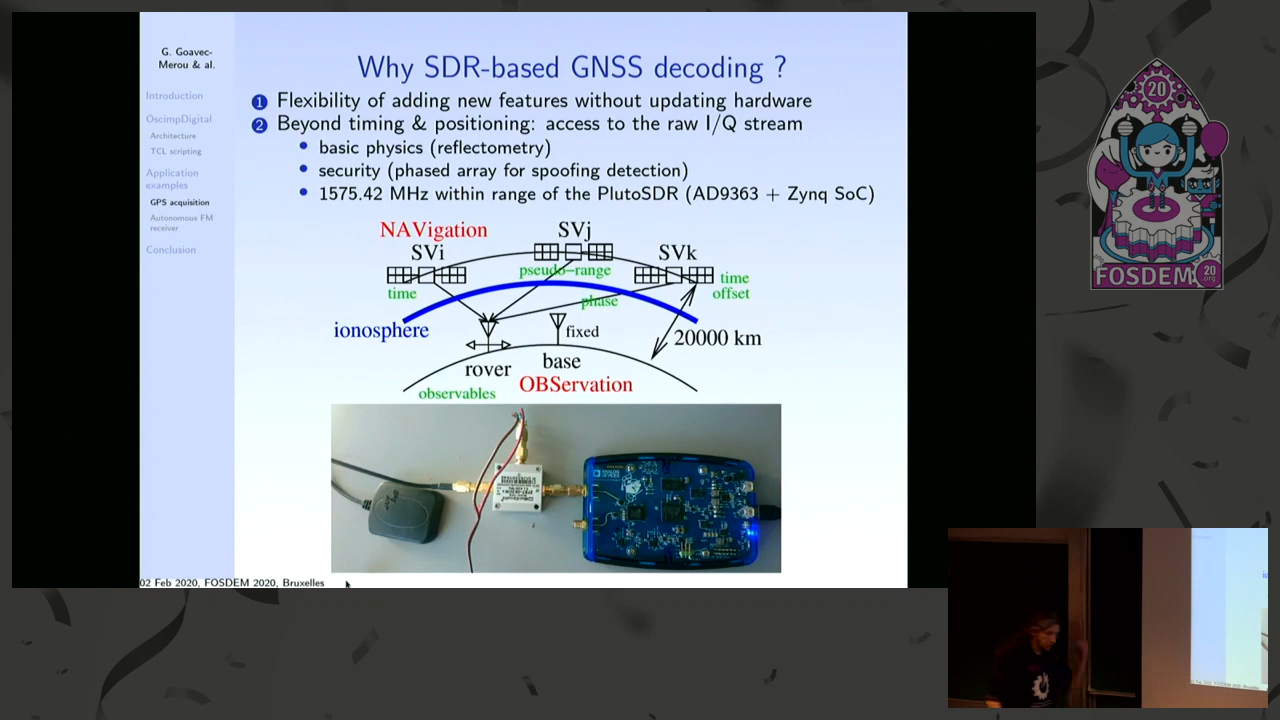 G. Goavec-
Merou & al.
Introduction
OscimpDigital
Architecture
TCL scripting
Application
examples
GPS acquisition
Autonomous FM
receiver
Conclusion
Why SDR-based GNSS decoding ?
1 Flexibility of adding new features without updating hardware
2 Beyond timing & positioning: access to the raw I/Q stream
• basic physics (reflectometry)
• security (phased array for spoofing detection)
• 1575.42 MHz within range of the PlutoSDR (AD9363 + Zynq SoC)
NAVigation
SVi
SVj
SVk
time
pseudo-range
phase
time
offset
ionosphere
fixed
20000 km
rover
base
observables
OBServation
02 Feb 2020, FOSDEM 2020, Bruxelles
20
FOSDEM
20
.org